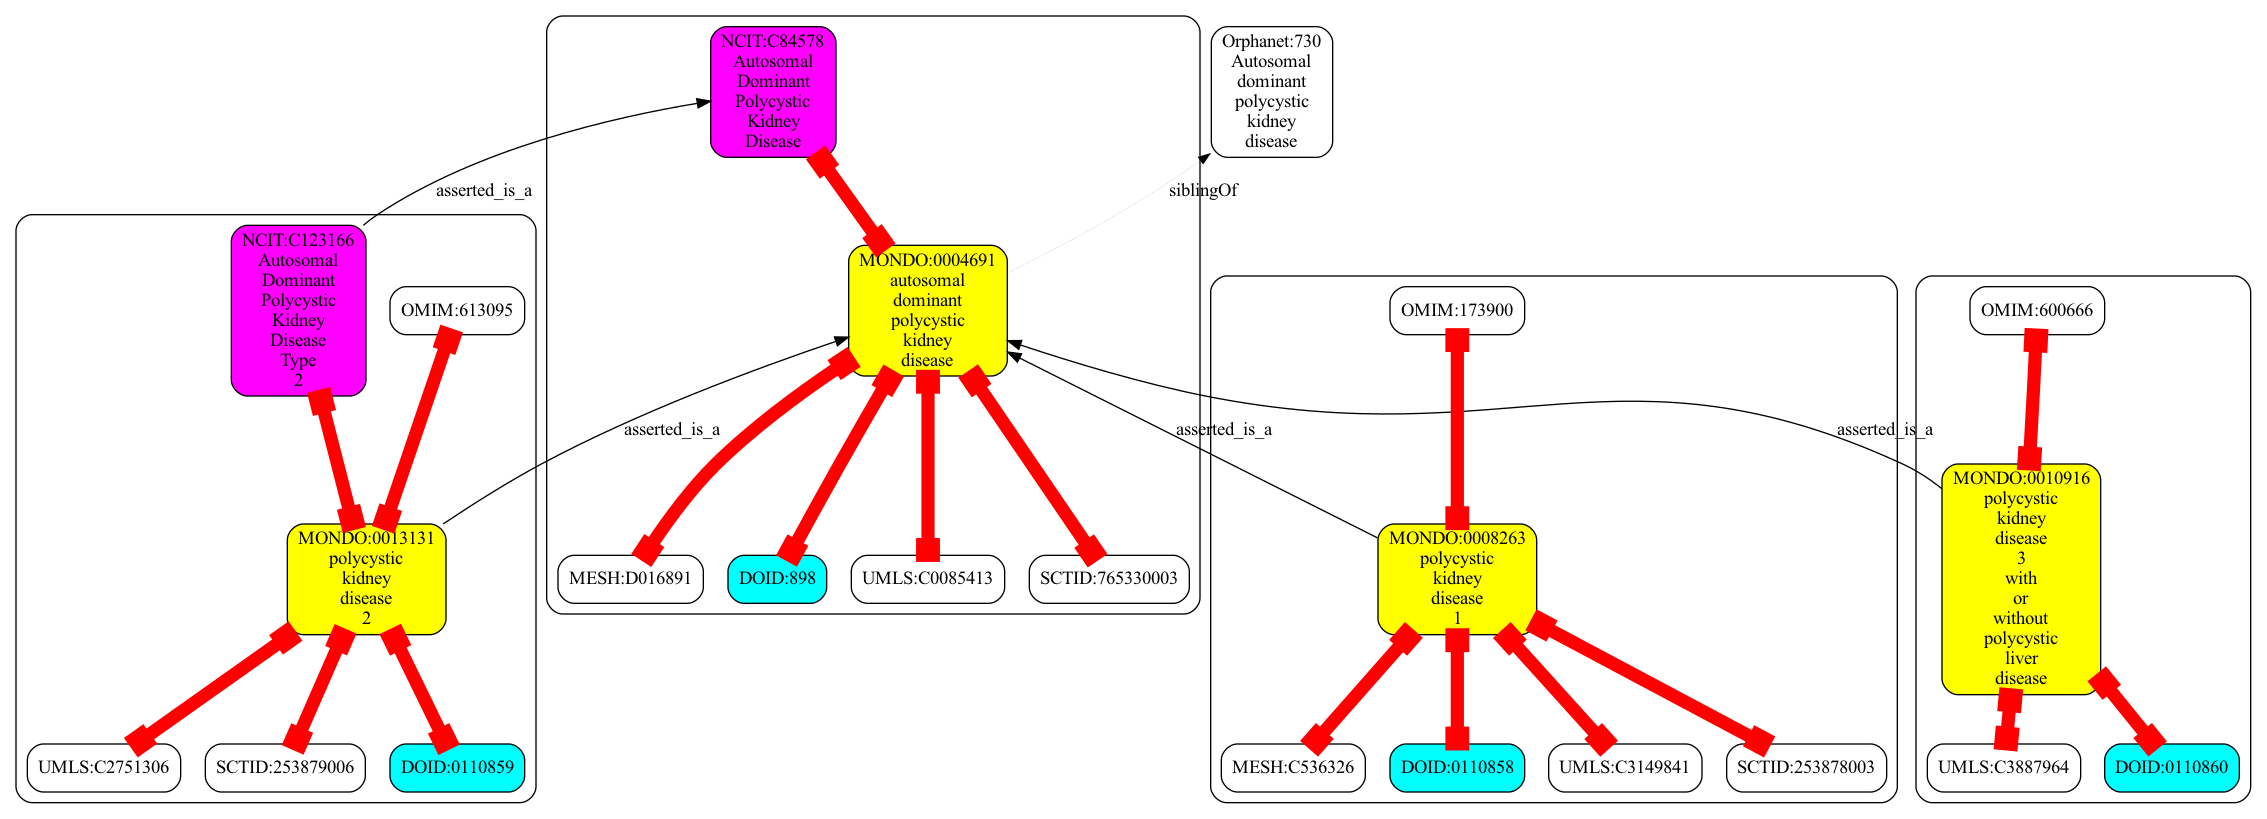 NCIT:C84578
Autosomal
Dominant
Polycystic
Kidney
Disease
Orphanet:730
Autosomal
dominant
polycystic
kidney
disease
asserted_is_a
siblingOf
NCIT:C123166
Autosomal
Dominant
Polycystic
Kidney
Disease
Type
2
OMIM:613095
MONDO:0004691
autosomal
dominant
polycystic
kidney
disease
OMIM:173900
OMIM:600666
asserted_is_a
asserted_is_a
asserted_is_a
MONDO:0013131
polycystic
kidney
disease
2
MESH:D016891
DOID:898
UMLS:C0085413
SCTID:765330003
MONDO:0008263
polycystic
kidney
disease
1
MONDO:0010916
polycystic
kidney
disease
3
with
or
without
polycystic
liver
disease
UMLS:C2751306
SCTID:253879006
DOID:0110859
MESH:C536326
DOID:0110858
UMLS:C3149841
SCTID:253878003
UMLS:C3887964
DOID:0110860